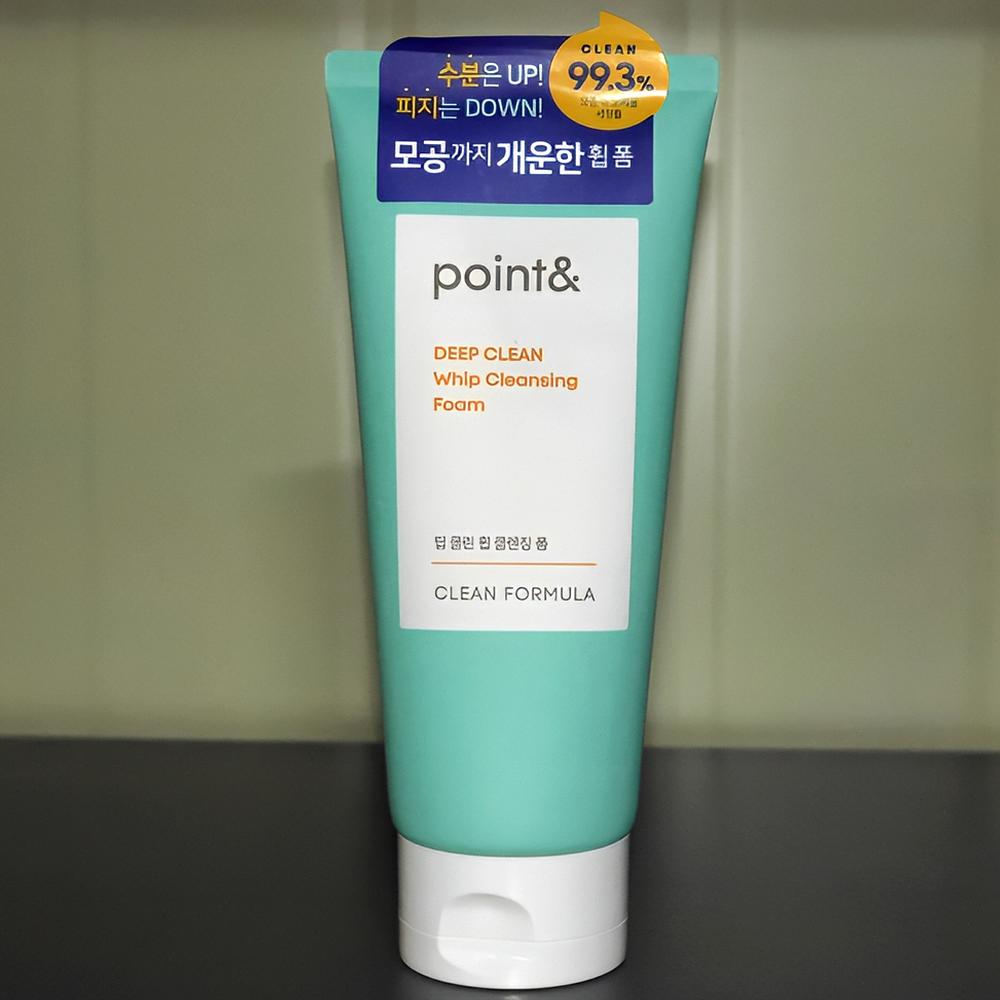 수분은 UP!
피지는 DOWN!
모공까지 개운한 휩 폼
CLEAN
99.3%
point&
DEEP CLEAN
Whip Cleansing
Foam
딥 클린 휩 클렌징 폼
CLEAN FORMULA